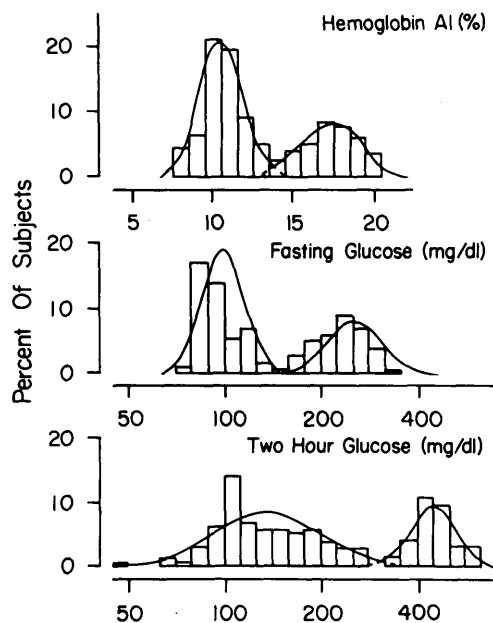 Hemoglobin AI (%)
20
10
0
5 10 15 20
Fasting Glucose (mg/dl)
20
10
0
50 100 200 400
Two Hour Glucose (mg/dl)
20
10
0
50 100 200 400
Percent Of Subjects